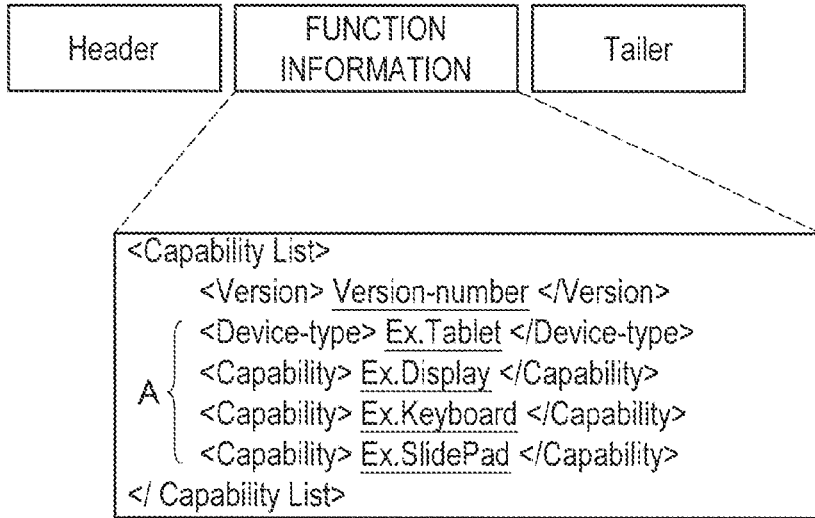 Header
FUNCTION
INFORMATION
Tailer
<Capability List>
<Version> Version-number </Version>
<Device-type> Ex.Tablet </Device-type>
<Capability> Ex.Display </Capability>
A
<Capability> Ex.Keyboard </Capability>
<Capability> Ex.SlidePad </Capability>
</ Capability List>